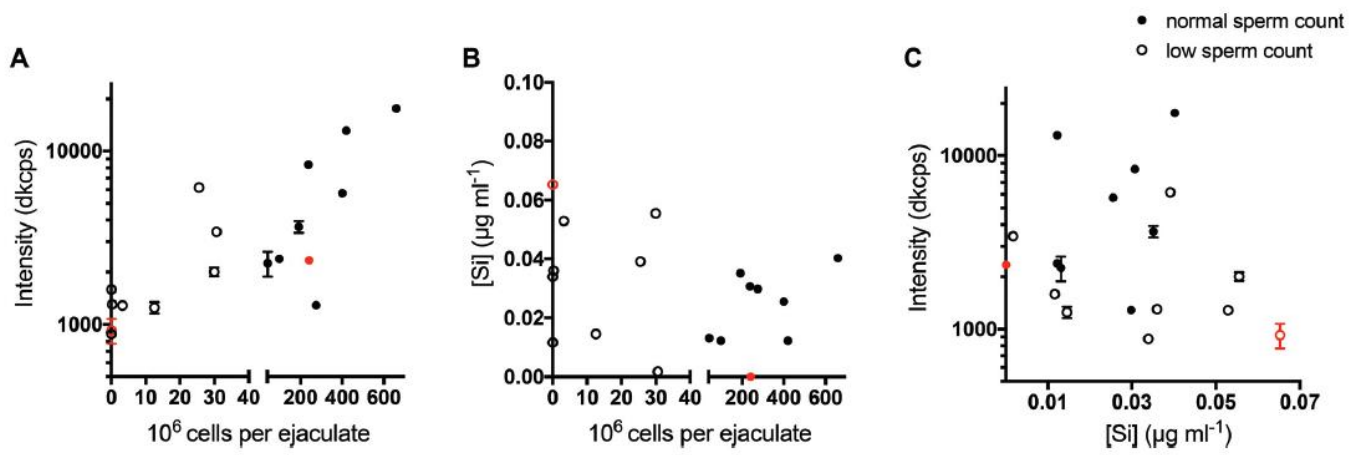 normal sperm count
low sperm count
A
Intensity (dkcps)
10000
1000
0 10 20 30 40 200 400 600
10⁶ cells per ejaculate
B
[Si] (µg ml⁻¹)
0.10
0.08
0.06
0.04
0.02
0.00
0 10 20 30 40 200 400 600
10⁶ cells per ejaculate
C
Intensity (dkcps)
10000
1000
0.01 0.03 0.05 0.07
[Si] (µg ml⁻¹)